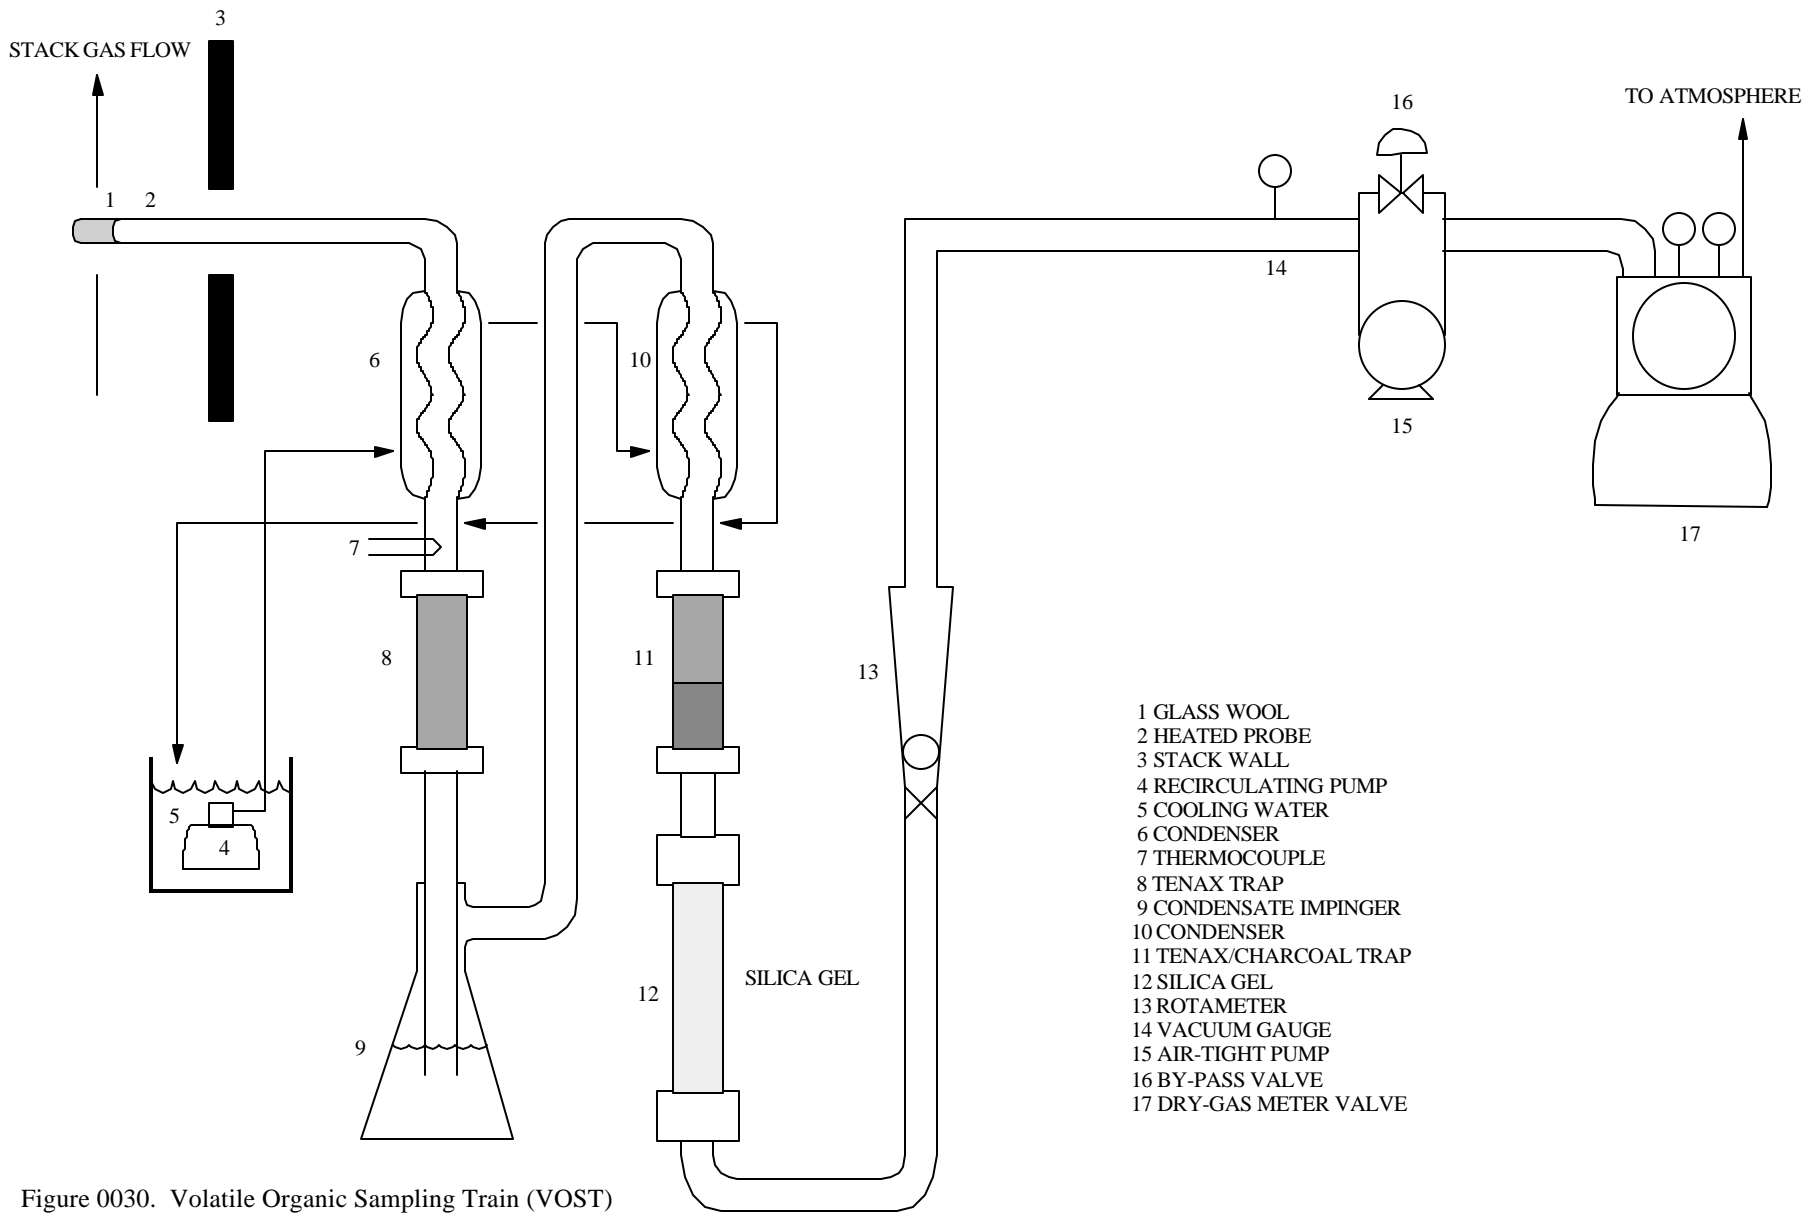 3
STACK GAS FLOW
16
TO ATMOSPHERE
1
2
14
6
10
15
17
7
8
11
13
5
4
12
SILICA GEL
9
1 GLASS WOOL
2 HEATED PROBE
3 STACK WALL
4 RECIRCULATING PUMP
5 COOLING WATER
6 CONDENSER
7 THERMOCOUPLE
8 TENAX TRAP
9 CONDENSATE IMPINGER
10 CONDENSER
11 TENAX/CHARCOAL TRAP
12 SILICA GEL
13 ROTAMETER
14 VACUUM GAUGE
15 AIR-TIGHT PUMP
16 BY-PASS VALVE
17 DRY-GAS METER VALVE
Figure 0030. Volatile Organic Sampling Train (VOST)